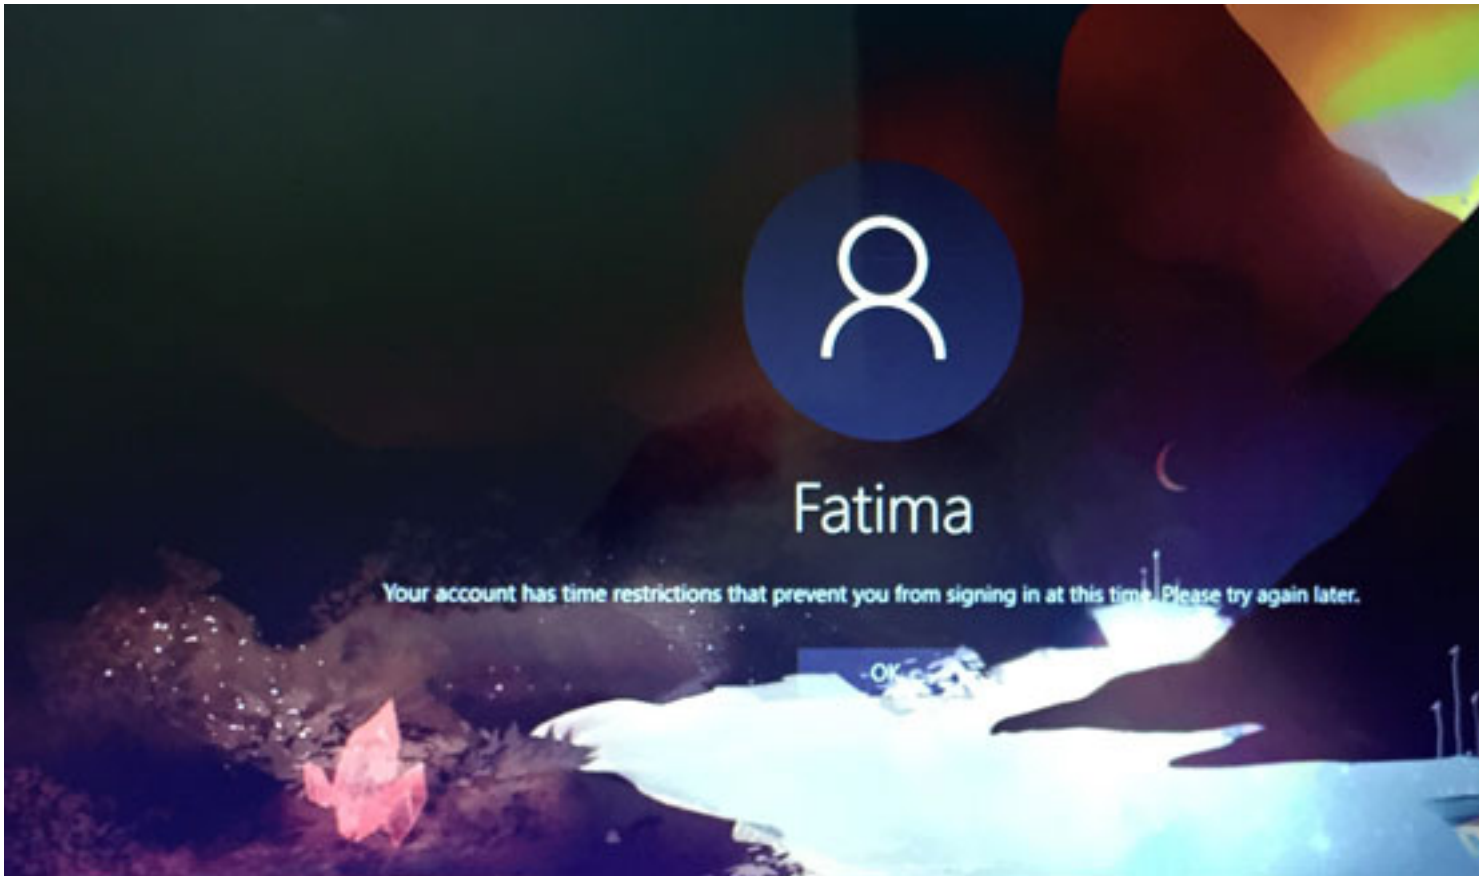 Fatima
Your account has time restrictions that prevent you from signing in at this time. Please try again later.
OK